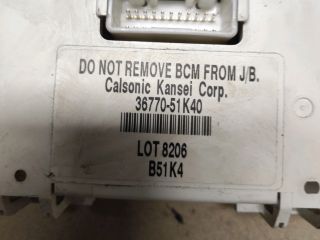 DO NOT REMOVE BCM FROM J/B.
Calsonic Kansei Corp.
36770-51K40
LOT 8206
B51K4